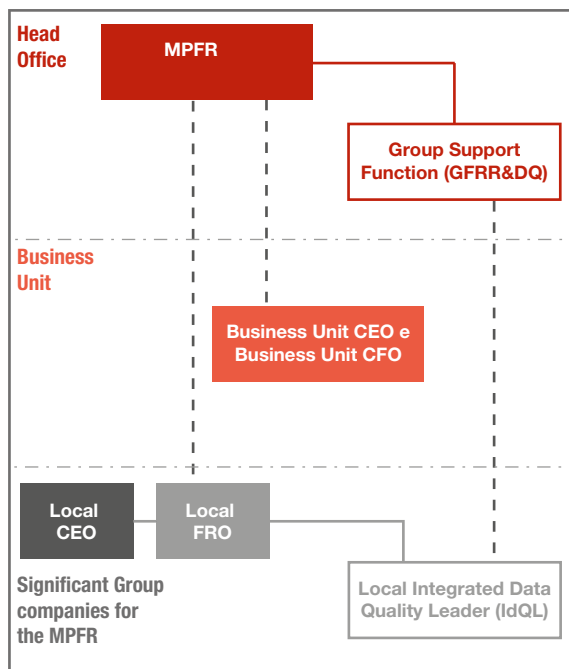 Head
Office
MPFR
Group Support
Function (GFRR&DQ)
Business
Unit
Business Unit CEO e
Business Unit CFO
Local
CEO
Local
FRO
Significant Group
companies for
the MPFR
Local Integrated Data
Quality Leader (IdQL)